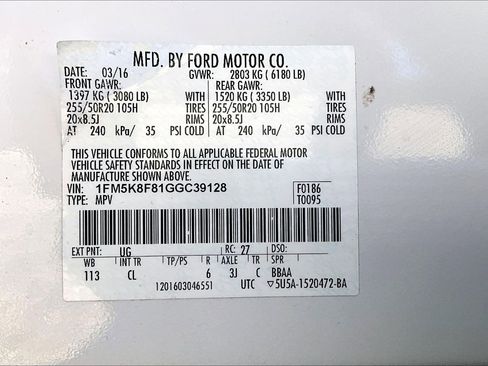 MFD. BY FORD MOTOR CO.
DATE: 03/16 GVWR: 2803 KG ( 6180 LB)
FRONT GAWR: REAR GAWR:
1397 KG ( 3080 LB) WITH 1520 KG ( 3350 LB) WITH
255/50R20 105H TIRES 255/50R20 105H TIRES
20x8.5J RIMS 20x8.5J RIMS
AT 240 kPa/ 35 PSI COLD AT 240 kPa/ 35 PSI COLD
THIS VEHICLE CONFORMS TO ALL APPLICABLE FEDERAL MOTOR
VEHICLE SAFETY STANDARDS IN EFFECT ON THE DATE OF
MANUFACTURE SHOWN ABOVE.
VIN: 1FM5K8F81GGC39128 F0186
TYPE: MPV T0095
EXT PNT: UG RC: 27 DSO:
WB INT TR TP/PS R AXLE TR SPR
113 CL 6 3J C BBAA
1201603046551 UTC ▽5U5A-1520472-BA